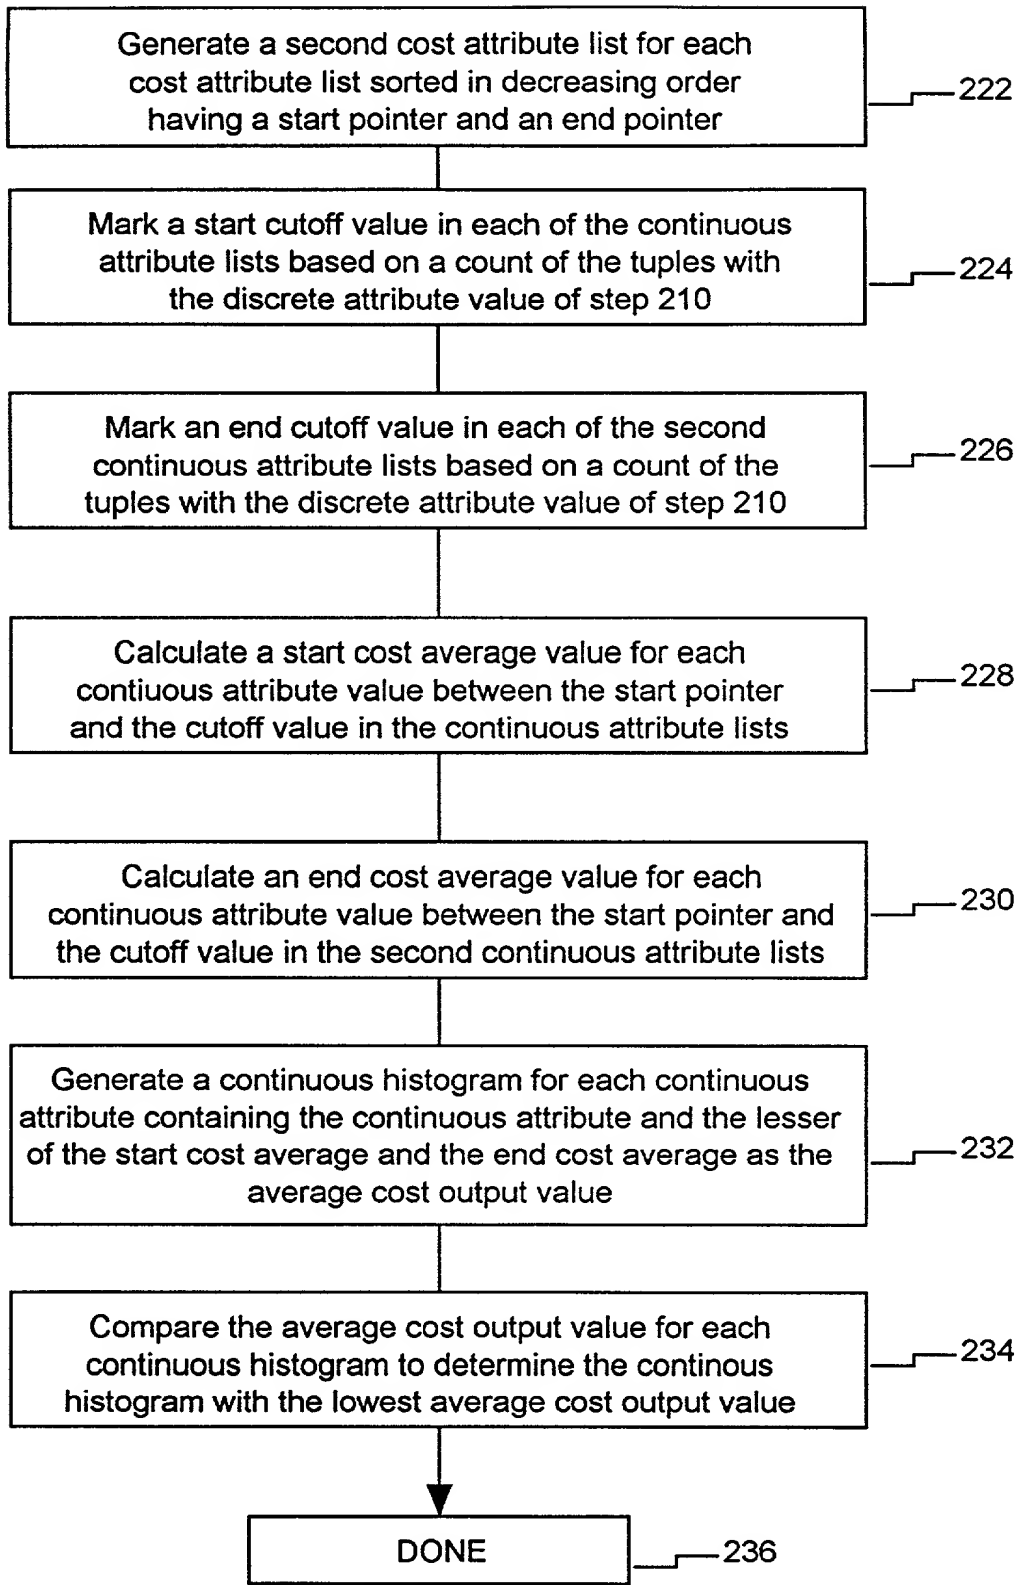 Generate a second cost attribute list for each
cost attribute list sorted in decreasing order
having a start pointer and an end pointer
222
Mark a start cutoff value in each of the continuous
attribute lists based on a count of the tuples with
the discrete attribute value of step 210
224
Mark an end cutoff value in each of the second
continuous attribute lists based on a count of the
tuples with the discrete attribute value of step 210
226
Calculate a start cost average value for each
contiuous attribute value between the start pointer
and the cutoff value in the continuous attribute lists
228
Calculate an end cost average value for each
continuous attribute value between the start pointer and
the cutoff value in the second continuous attribute lists
230
Generate a continuous histogram for each continuous
attribute containing the continuous attribute and the lesser
of the start cost average and the end cost average as the
average cost output value
232
Compare the average cost output value for each
continuous histogram to determine the continous
histogram with the lowest average cost output value
234
DONE
236